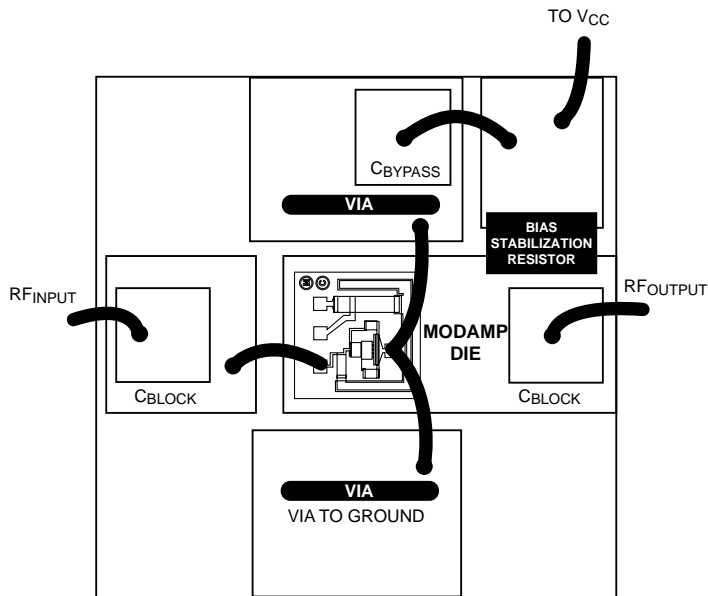 TO VCC
CBYPASS
VIA
BIAS
STABILIZATION
RESISTOR
RFINPUT
M C
RFOUTPUT
MODAMP
DIE
CBLOCK
CBLOCK
VIA
VIA TO GROUND